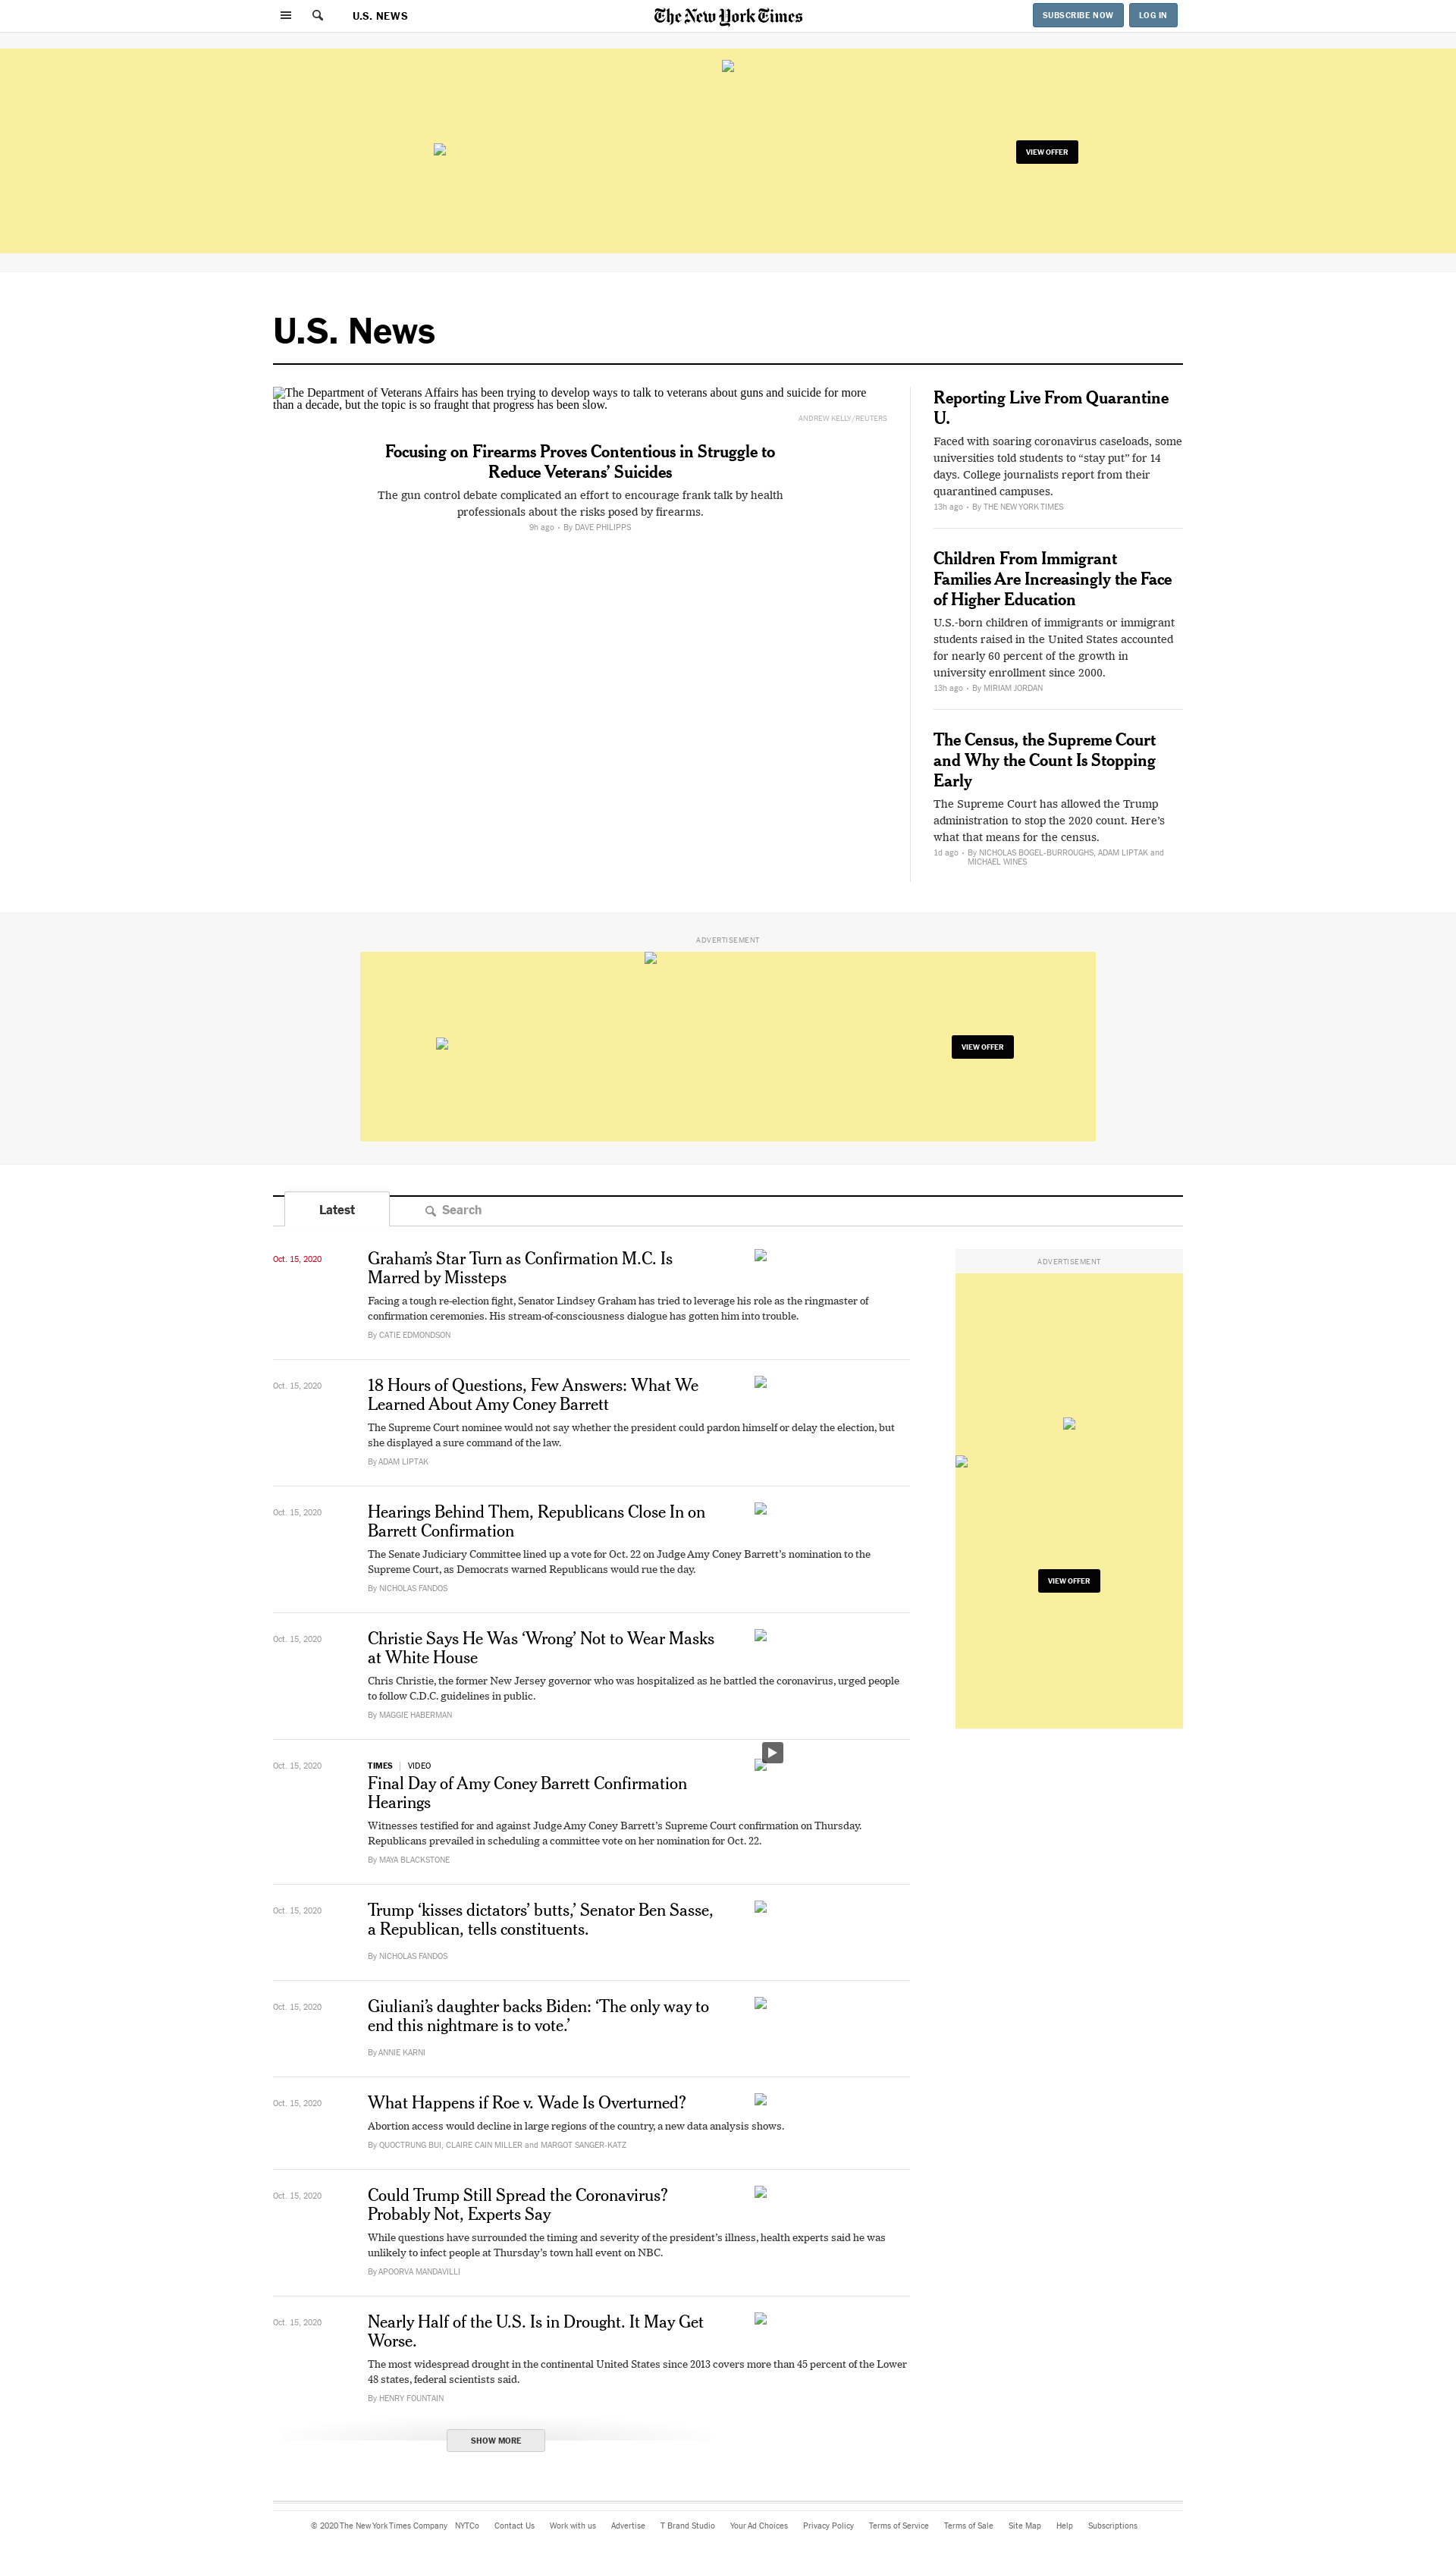 U.S. NEWS
The New York Times
SUBSCRIBE NOW
LOG IN
VIEW OFFER
U.S. News
The Department of Veterans Affairs has been trying to develop ways to talk to veterans about guns and suicide for more
than a decade, but the topic is so fraught that progress has been slow.
ANDREW KELLY/REUTERS
Focusing on Firearms Proves Contentious in Struggle to
Reduce Veterans’ Suicides
The gun control debate complicated an effort to encourage frank talk by health
professionals about the risks posed by firearms.
9h ago • By DAVE PHILIPPS
Reporting Live From Quarantine
U.
Faced with soaring coronavirus caseloads, some
universities told students to “stay put” for 14
days. College journalists report from their
quarantined campuses.
13h ago • By THE NEW YORK TIMES
Children From Immigrant
Families Are Increasingly the Face
of Higher Education
U.S.-born children of immigrants or immigrant
students raised in the United States accounted
for nearly 60 percent of the growth in
university enrollment since 2000.
13h ago • By MIRIAM JORDAN
The Census, the Supreme Court
and Why the Count Is Stopping
Early
The Supreme Court has allowed the Trump
administration to stop the 2020 count. Here’s
what that means for the census.
1d ago • By NICHOLAS BOGEL-BURROUGHS, ADAM LIPTAK and
MICHAEL WINES
ADVERTISEMENT
VIEW OFFER
Latest
Search
Oct. 15, 2020
Graham’s Star Turn as Confirmation M.C. Is
Marred by Missteps
Facing a tough re-election fight, Senator Lindsey Graham has tried to leverage his role as the ringmaster of
confirmation ceremonies. His stream-of-consciousness dialogue has gotten him into trouble.
By CATIE EDMONDSON
ADVERTISEMENT
VIEW OFFER
Oct. 15, 2020
18 Hours of Questions, Few Answers: What We
Learned About Amy Coney Barrett
The Supreme Court nominee would not say whether the president could pardon himself or delay the election, but
she displayed a sure command of the law.
By ADAM LIPTAK
Oct. 15, 2020
Hearings Behind Them, Republicans Close In on
Barrett Confirmation
The Senate Judiciary Committee lined up a vote for Oct. 22 on Judge Amy Coney Barrett’s nomination to the
Supreme Court, as Democrats warned Republicans would rue the day.
By NICHOLAS FANDOS
Oct. 15, 2020
Christie Says He Was ‘Wrong’ Not to Wear Masks
at White House
Chris Christie, the former New Jersey governor who was hospitalized as he battled the coronavirus, urged people
to follow C.D.C. guidelines in public.
By MAGGIE HABERMAN
Oct. 15, 2020
TIMES | VIDEO
Final Day of Amy Coney Barrett Confirmation
Hearings
Witnesses testified for and against Judge Amy Coney Barrett’s Supreme Court confirmation on Thursday.
Republicans prevailed in scheduling a committee vote on her nomination for Oct. 22.
By MAYA BLACKSTONE
Oct. 15, 2020
Trump ‘kisses dictators’ butts,’ Senator Ben Sasse,
a Republican, tells constituents.
By NICHOLAS FANDOS
Oct. 15, 2020
Giuliani’s daughter backs Biden: ‘The only way to
end this nightmare is to vote.’
By ANNIE KARNI
Oct. 15, 2020
What Happens if Roe v. Wade Is Overturned?
Abortion access would decline in large regions of the country, a new data analysis shows.
By QUOCTRUNG BUI, CLAIRE CAIN MILLER and MARGOT SANGER-KATZ
Oct. 15, 2020
Could Trump Still Spread the Coronavirus?
Probably Not, Experts Say
While questions have surrounded the timing and severity of the president’s illness, health experts said he was
unlikely to infect people at Thursday’s town hall event on NBC.
By APOORVA MANDAVILLI
Oct. 15, 2020
Nearly Half of the U.S. Is in Drought. It May Get
Worse.
The most widespread drought in the continental United States since 2013 covers more than 45 percent of the Lower
48 states, federal scientists said.
By HENRY FOUNTAIN
SHOW MORE
© 2020 The New York Times Company NYTCo Contact Us Work with us Advertise T Brand Studio Your Ad Choices Privacy Policy Terms of Service Terms of Sale Site Map Help Subscriptions